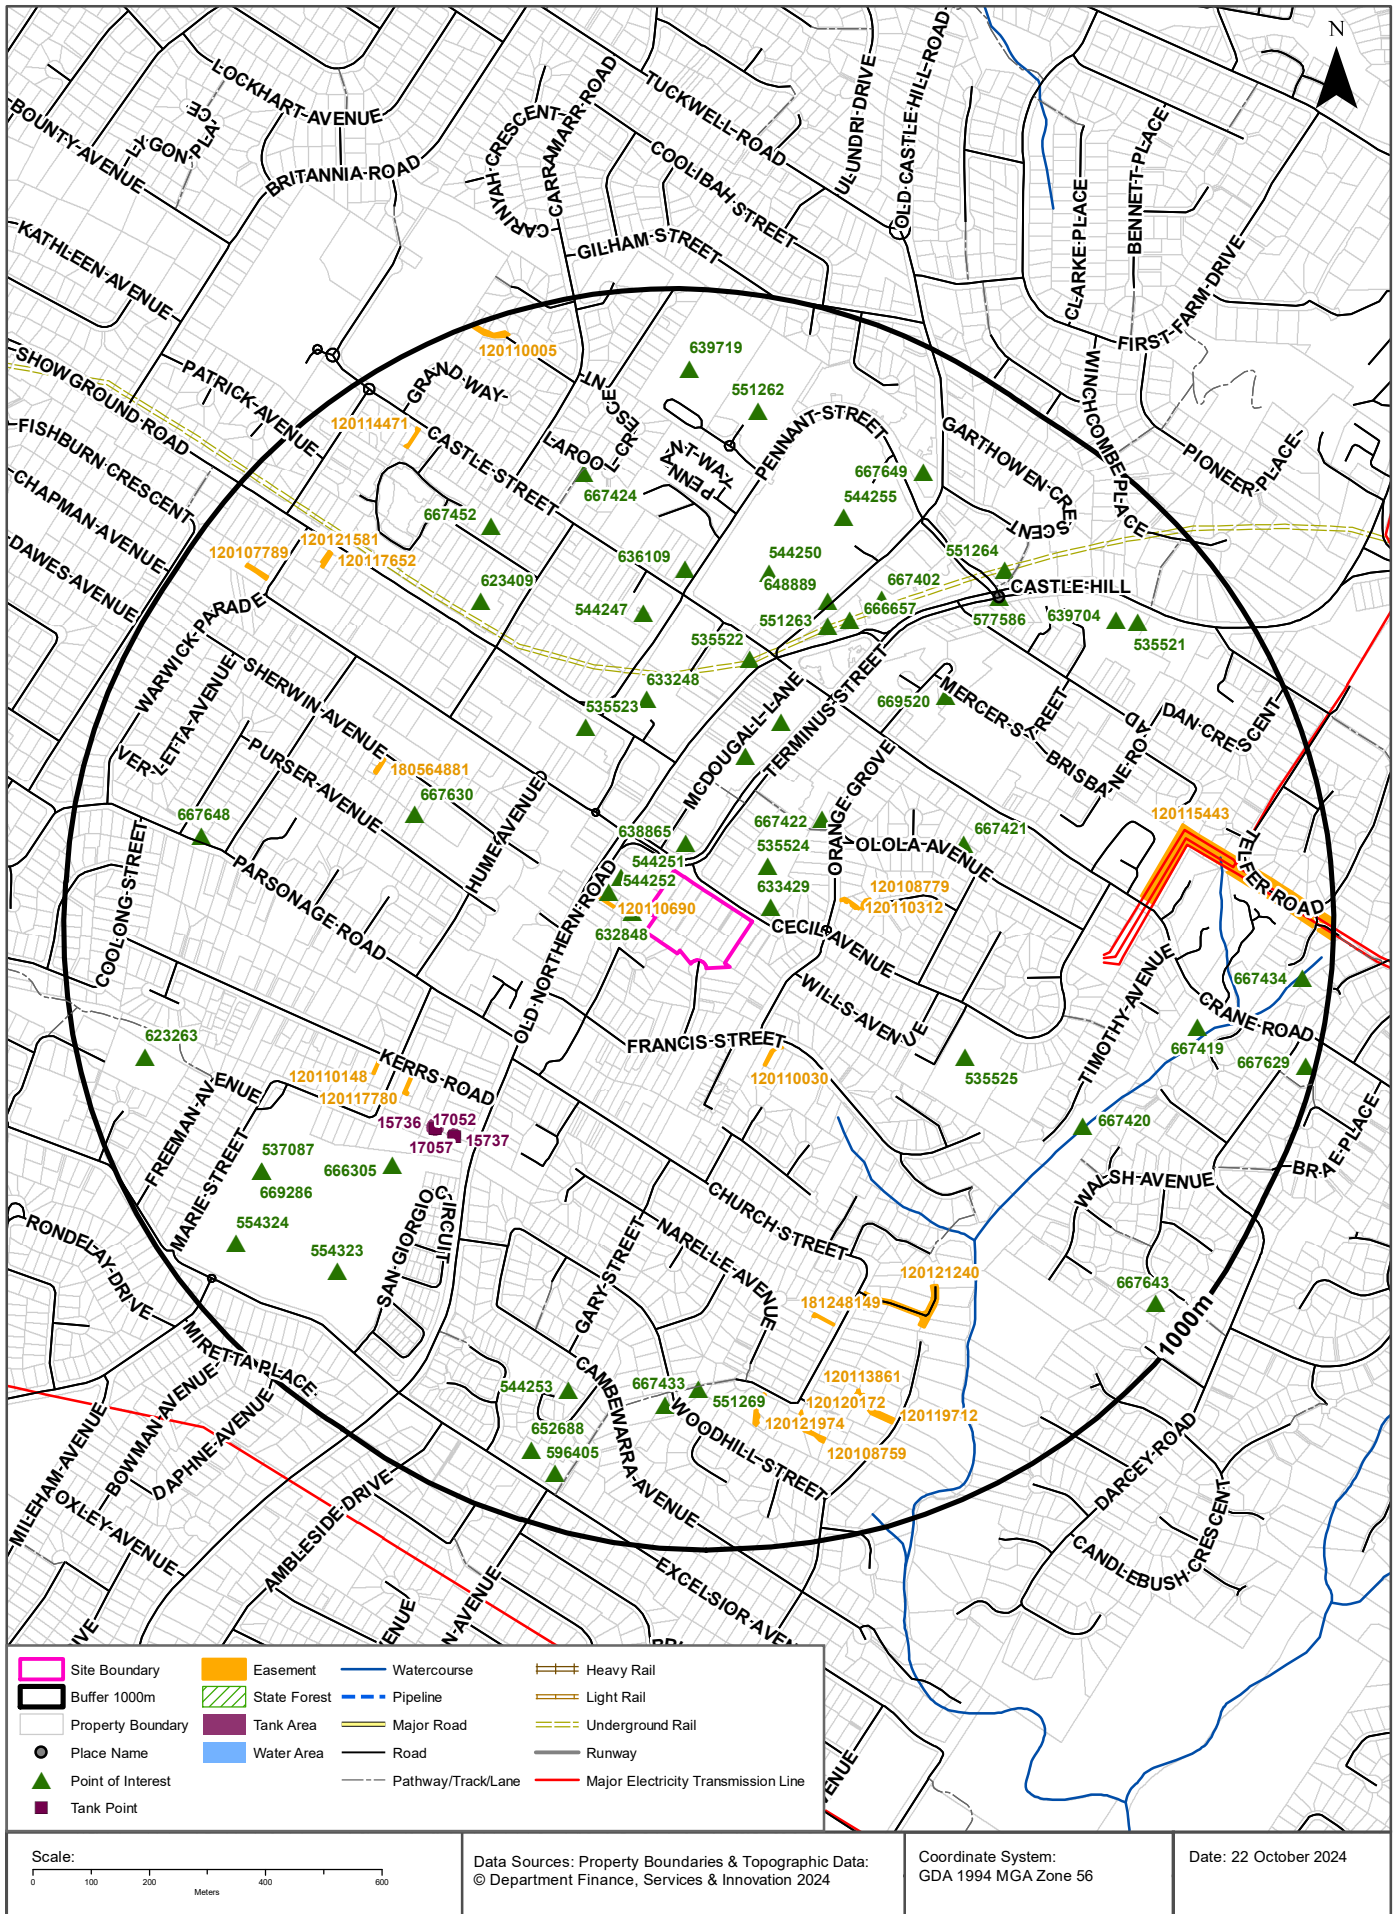 N
LOCKHART AVENUE
TUCKWELL ROAD
ULUNDRI DRIVE
OLD CASTLE HILL ROAD
BOUNTY AVENUE
LYGON PLACE
BRITANNIA ROAD
CARINYAH CRESCENT
CARRAMARR ROAD
COOLIBAH STREET
BENNETT PLACE
CLARKE PLACE
KATHLEEN AVENUE
GILHAM STREET
FIRST FARM DRIVE
120110005
639719
SHOWGROUND ROAD
PATRICK AVENUE
GRAND WAY
551262
WINCHCOMBE PLACE
120114471
CASTLE STREET
LAROOL CRESCENT
PENNANT STREET
PENNANT WAY
GARTHOWEN CRESCENT
PIONEER PLACE
FISHBURN CRESCENT
CHAPMAN AVENUE
DAWES AVENUE
667424
667649
544255
667452
120121581
120107789
120117652
636109
544250
551264
623409
648889
667402
CASTLE HILL
544247
551263
666657
577586
639704
535521
WARWICK PARADE
535522
633248
535523
MCDOUGALL LANE
TERMINUS STREET
669520
MERCER STREET
DAN CRESCENT
SHERWIN AVENUE
VERLETTA AVENUE
PURSER AVENUE
180564881
667630
BRISBANE ROAD
ORANGE GROVE
667648
HUME AVENUE
638865
667422
OLOLA AVENUE
667421
120115443
TELFER ROAD
COOLONG STREET
PARSONAGE ROAD
544251
544252
535524
120110690
633429
120108779
120110312
632848
CECIL AVENUE
OLD NORTHERN ROAD
667434
WILLS AVENUE
TIMOTHY AVENUE
CRANE ROAD
623263
FRANCIS STREET
KERRS ROAD
667419
667629
120110148
120110030
535525
120117780
FREEMAN AVENUE
15736
17052
17057
15737
667420
BRAE PLACE
537087
666305
MARIE STREET
669286
WALSH AVENUE
CHURCH STREET
RONDELAY DRIVE
554324
SAN GIORGIO CIRCUIT
NARELLE AVENUE
554323
GARY STREET
120121240
667643
181248149
1000m
MIRETTA PLACE
CAMBEWARRA AVENUE
544253
667433
551269
120113861
120120172
120119712
120121974
120108759
WOODHILL STREET
652688
596405
BOWMAN AVENUE
DAPHNE AVENUE
MILEHAM AVENUE
OXLEY AVENUE
AMBLESIDE DRIVE
DARCEY ROAD
CANDLEBUSH CRESCENT
EXCELSIOR AVEN
IVE
ENUE
N AVENUE
ENUE
Site Boundary
Buffer 1000m
Property Boundary
Place Name
Point of Interest
Tank Point
Easement
State Forest
Tank Area
Water Area
Watercourse
Pipeline
Major Road
Road
Pathway/Track/Lane
Heavy Rail
Light Rail
Underground Rail
Runway
Major Electricity Transmission Line
Scale:
0 100 200 400 600
Meters
Data Sources: Property Boundaries & Topographic Data:
© Department Finance, Services & Innovation 2024
Coordinate System:
GDA 1994 MGA Zone 56
Date: 22 October 2024